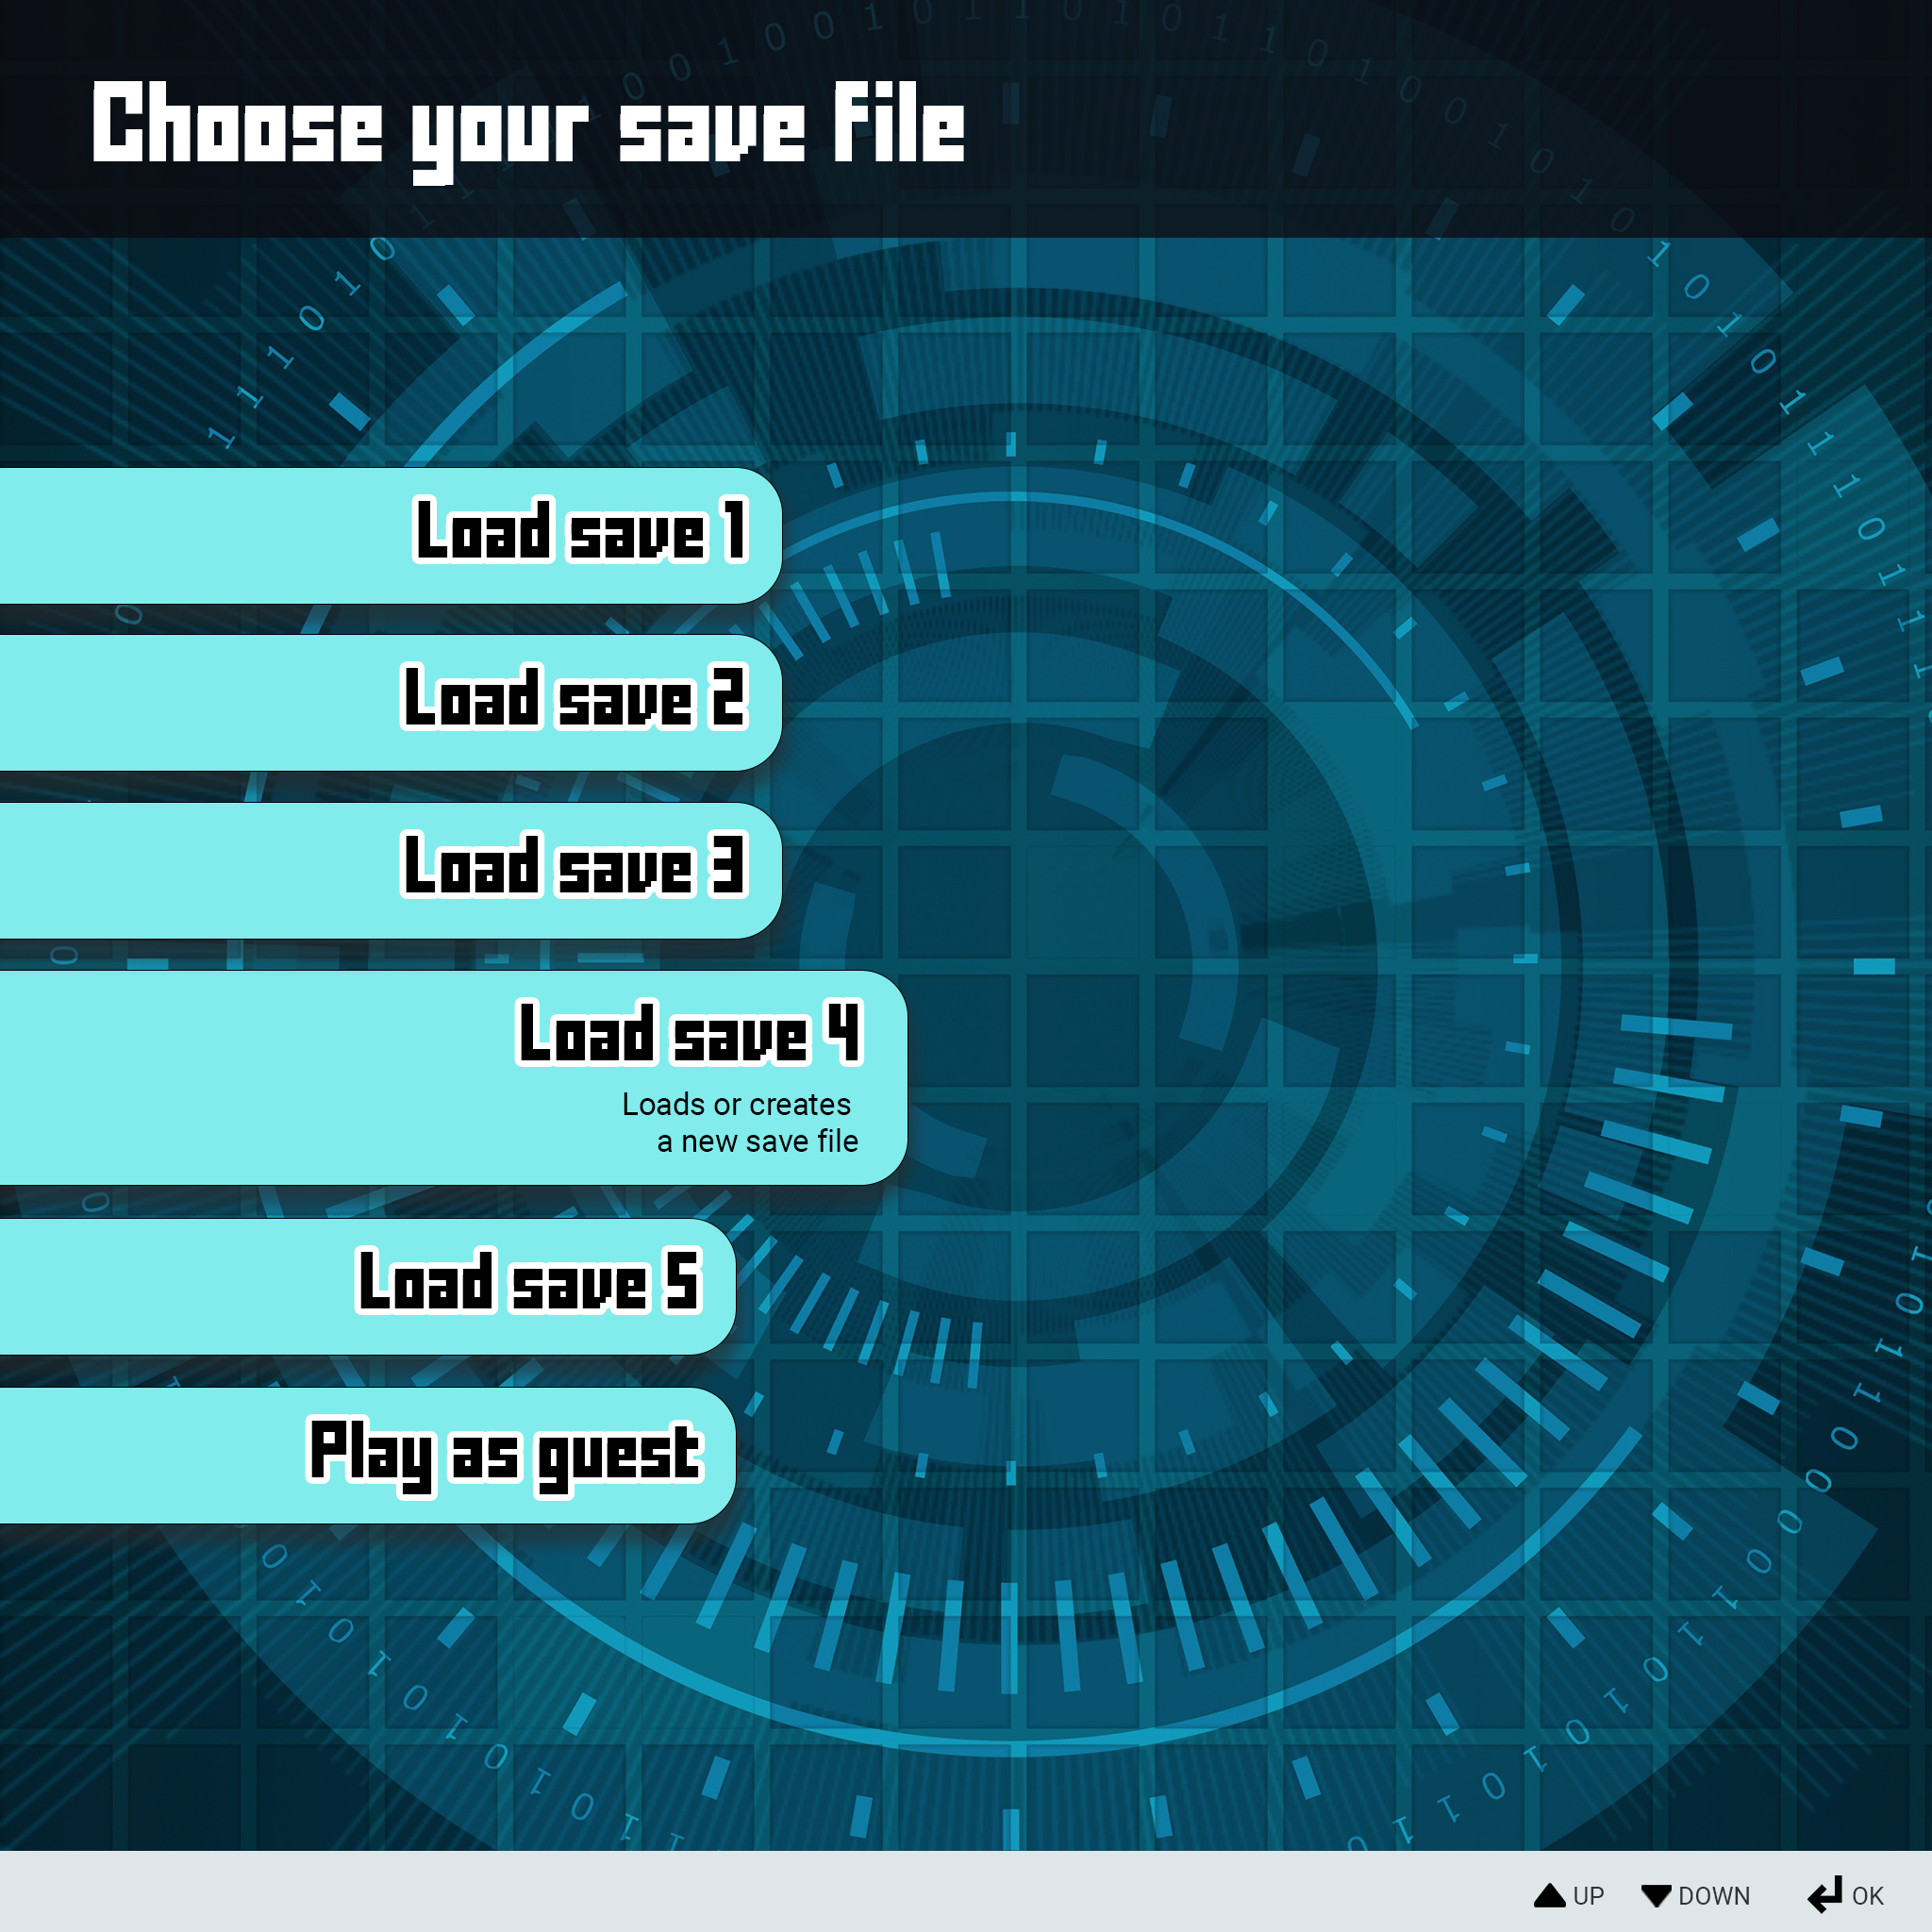 Choose your save file
Load save 1
Load save 2
Load save 3
Load save 4
Loads or creates
a new save file
Load save 5
Play as guest
UP DOWN OK